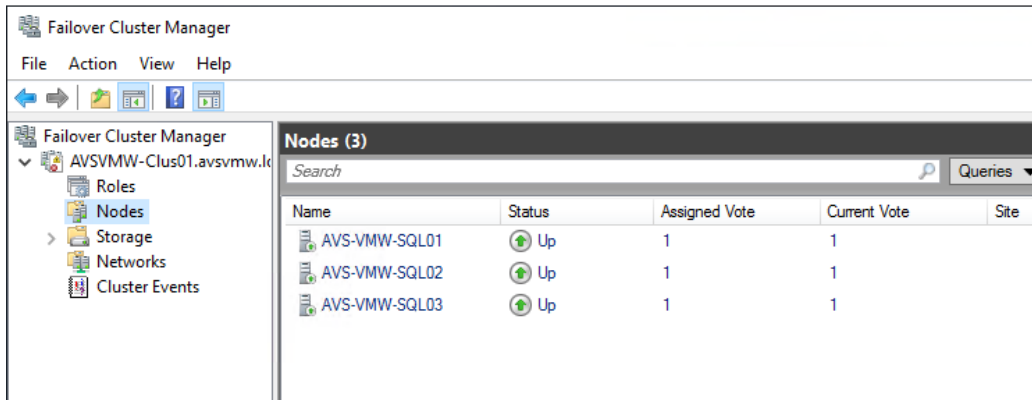 Failover Cluster Manager
File Action View Help
Failover Cluster Manager
AVSVMW-Clus01.avsvmw.lo
Roles
Nodes
Storage
Networks
Cluster Events
Nodes (3)
Search
Queries
Name Status Assigned Vote Current Vote Site
AVS-VMW-SQL01 Up 1 1
AVS-VMW-SQL02 Up 1 1
AVS-VMW-SQL03 Up 1 1